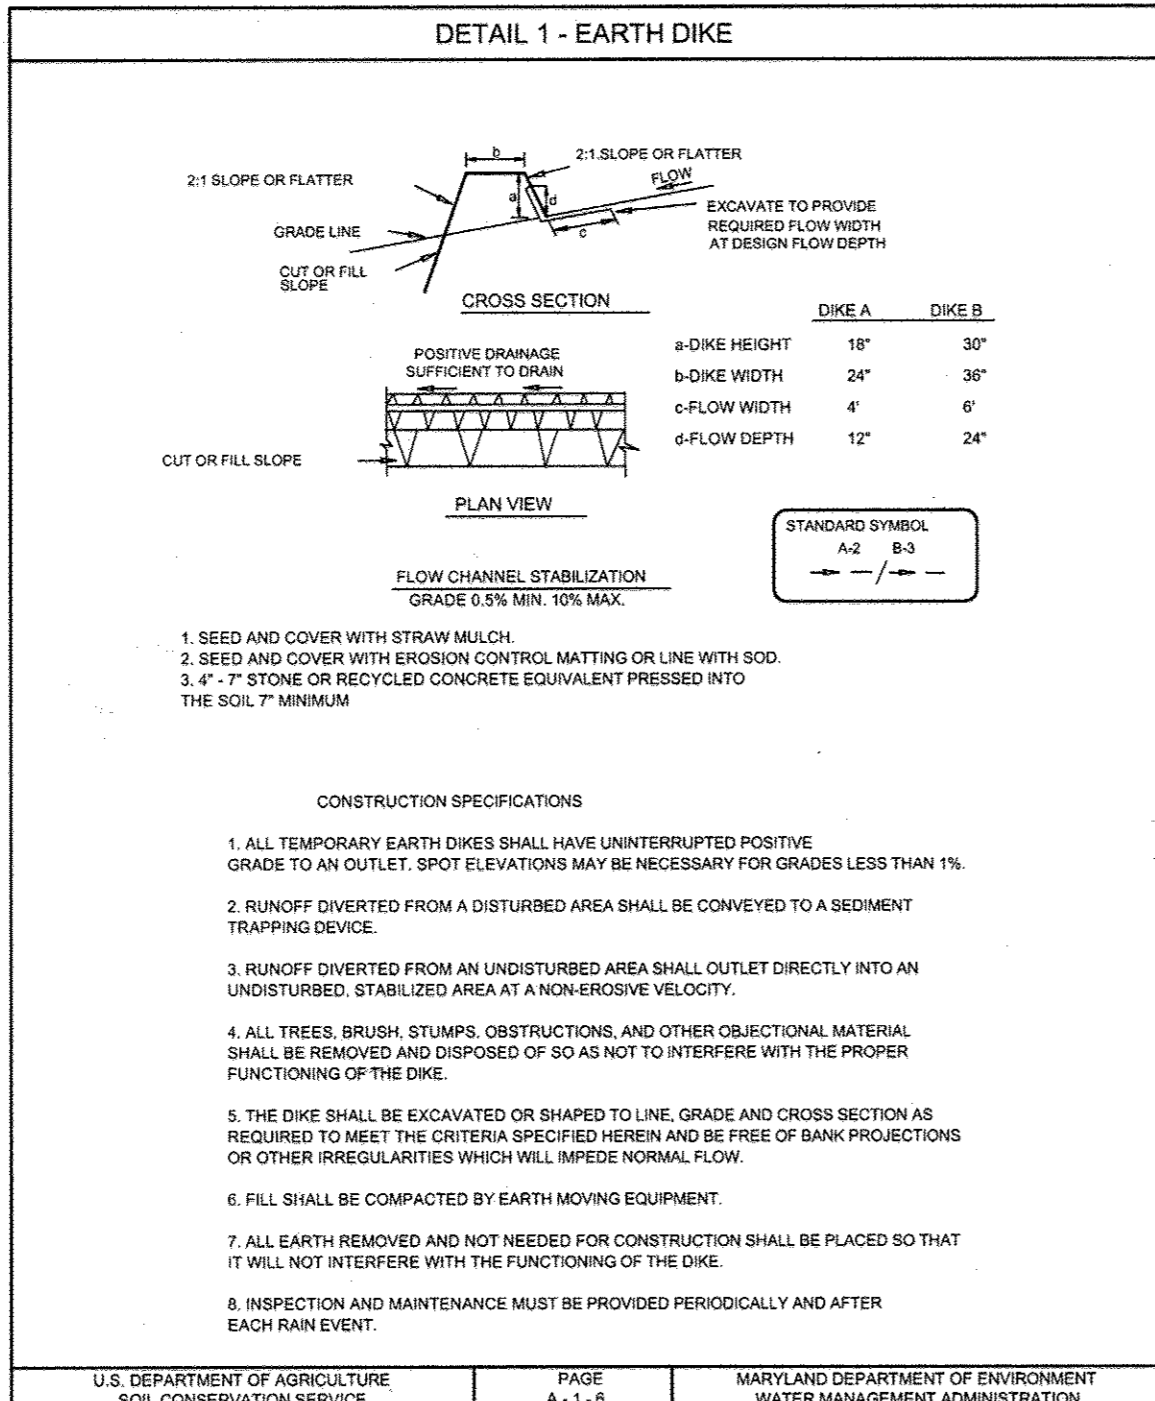 DETAIL 1 - EARTH DIKE
b
2:1 SLOPE OR FLATTER
2:1 SLOPE OR FLATTER
FLOW
a
d
EXCAVATE TO PROVIDE
REQUIRED FLOW WIDTH
AT DESIGN FLOW DEPTH
GRADE LINE
c
CUT OR FILL
SLOPE
CROSS SECTION
DIKE A DIKE B
a-DIKE HEIGHT 18" 30"
b-DIKE WIDTH 24" 36"
c-FLOW WIDTH 4' 6'
d-FLOW DEPTH 12" 24"
POSITIVE DRAINAGE
SUFFICIENT TO DRAIN
CUT OR FILL SLOPE
PLAN VIEW
STANDARD SYMBOL
A-2 B-3
FLOW CHANNEL STABILIZATION
GRADE 0.5% MIN. 10% MAX.
1. SEED AND COVER WITH STRAW MULCH.
2. SEED AND COVER WITH EROSION CONTROL MATTING OR LINE WITH SOD.
3. 4" - 7" STONE OR RECYCLED CONCRETE EQUIVALENT PRESSED INTO
THE SOIL 7" MINIMUM
CONSTRUCTION SPECIFICATIONS
1. ALL TEMPORARY EARTH DIKES SHALL HAVE UNINTERRUPTED POSITIVE
GRADE TO AN OUTLET. SPOT ELEVATIONS MAY BE NECESSARY FOR GRADES LESS THAN 1%.
2. RUNOFF DIVERTED FROM A DISTURBED AREA SHALL BE CONVEYED TO A SEDIMENT
TRAPPING DEVICE.
3. RUNOFF DIVERTED FROM AN UNDISTURBED AREA SHALL OUTLET DIRECTLY INTO AN
UNDISTURBED, STABILIZED AREA AT A NON-EROSIVE VELOCITY.
4. ALL TREES, BRUSH, STUMPS, OBSTRUCTIONS, AND OTHER OBJECTIONAL MATERIAL
SHALL BE REMOVED AND DISPOSED OF SO AS NOT TO INTERFERE WITH THE PROPER
FUNCTIONING OF THE DIKE.
5. THE DIKE SHALL BE EXCAVATED OR SHAPED TO LINE, GRADE AND CROSS SECTION AS
REQUIRED TO MEET THE CRITERIA SPECIFIED HEREIN AND BE FREE OF BANK PROJECTIONS
OR OTHER IRREGULARITIES WHICH WILL IMPEDE NORMAL FLOW.
6. FILL SHALL BE COMPACTED BY EARTH MOVING EQUIPMENT.
7. ALL EARTH REMOVED AND NOT NEEDED FOR CONSTRUCTION SHALL BE PLACED SO THAT
IT WILL NOT INTERFERE WITH THE FUNCTIONING OF THE DIKE.
8. INSPECTION AND MAINTENANCE MUST BE PROVIDED PERIODICALLY AND AFTER
EACH RAIN EVENT.
U.S. DEPARTMENT OF AGRICULTURE
SOIL CONSERVATION SERVICE
PAGE
A - 1 - 6
MARYLAND DEPARTMENT OF ENVIRONMENT
WATER MANAGEMENT ADMINISTRATION